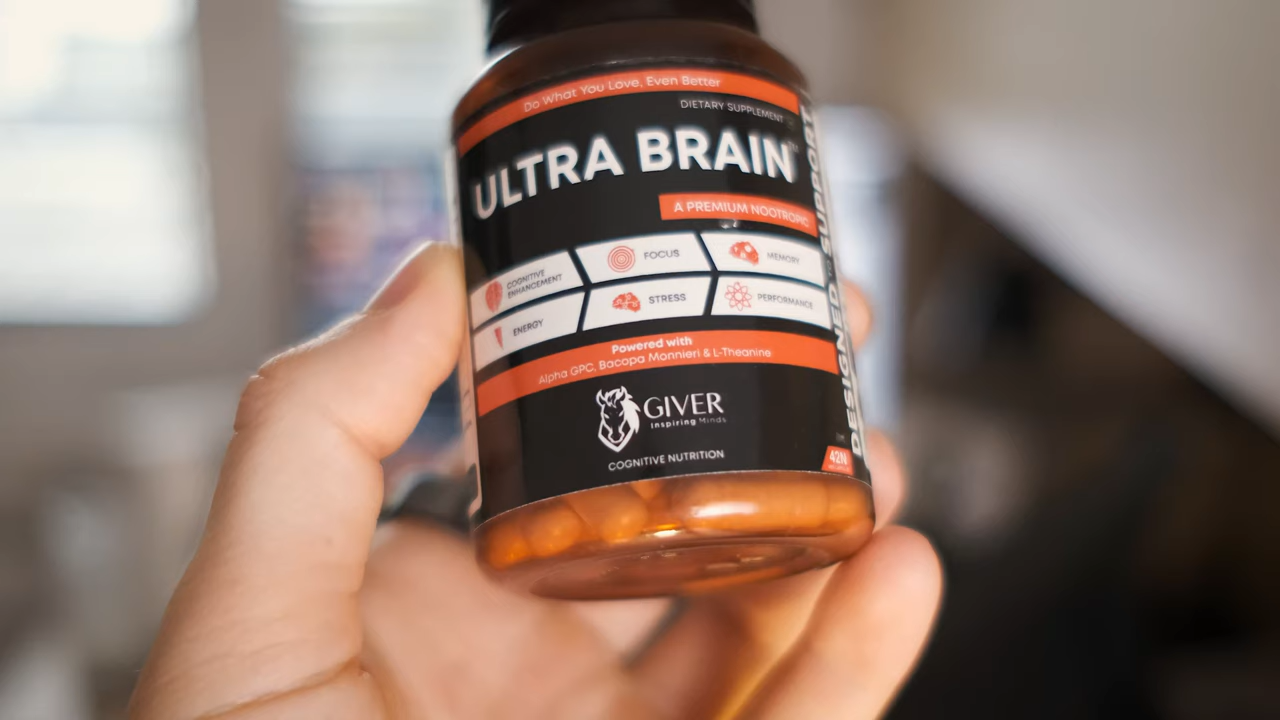 Do What You Love, Even Better
DIETARY SUPPLEMENT
ULTRA BRAIN
A PREMIUM NOOTROPIC
COGNITIVE
ENHANCEMENT
FOCUS
MEMORY
ENERGY
STRESS
PERFORMANCE
Powered with
Alpha GPC, Bacopa Monnieri & L-Theanine
GIVER
Inspiring Minds
COGNITIVE NUTRITION
DESIGNED SUPPORT